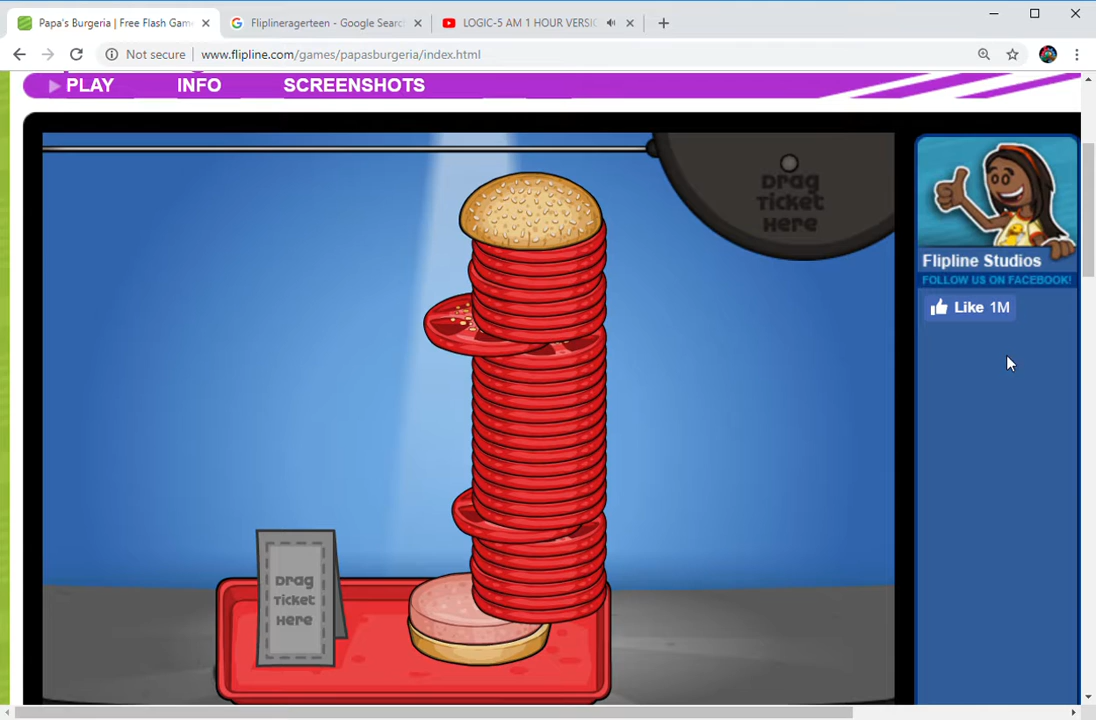 Papa's Burgeria | Free Flash Gam
Fliplineragerteen - Google Search
LOGIC-5 AM 1 HOUR VERSIC
Not secure
www.flipline.com/games/papasburgeria/index.html
PLAY INFO SCREENSHOTS
Drag
Ticket
Here
Flipline Studios
FOLLOW US ON FACEBOOK!
Like 1M
Drag
Ticket
Here